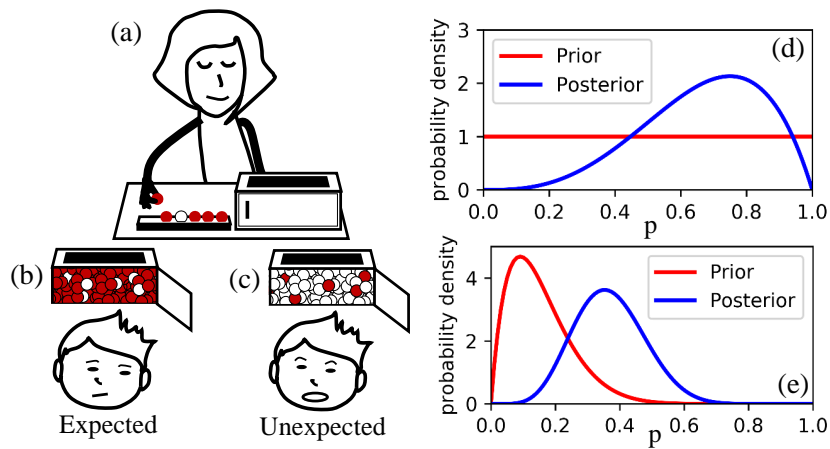 (a)
(b)
(c)
Expected
Unexpected
(d)
3
2
1
0
probability density
Prior
Posterior
0.0 0.2 0.4 0.6 0.8 1.0
p
(e)
4
2
0
probability density
Prior
Posterior
0.0 0.2 0.4 0.6 0.8 1.0
p